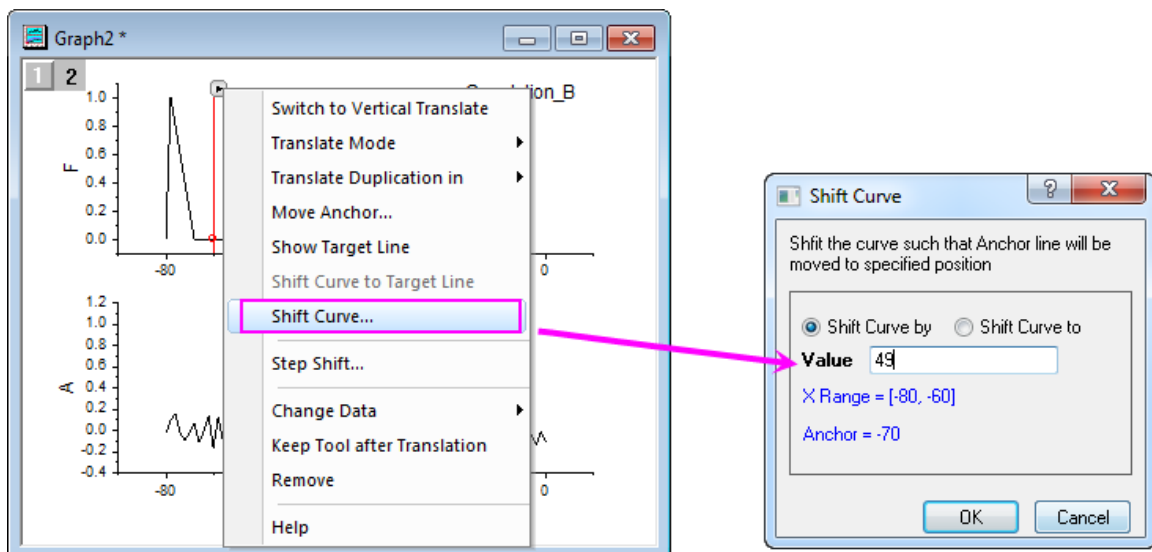 Graph2 *
1 2
ion_B
1.0
0.8
0.6
0.4
0.2
0.0
F
-80
0
1.2
1.0
0.8
0.6
0.4
0.2
0.0
-0.2
-0.4
A
-80
0
Switch to Vertical Translate
Translate Mode
Translate Duplication in
Move Anchor...
Show Target Line
Shift Curve to Target Line
Shift Curve...
Step Shift...
Change Data
Keep Tool after Translation
Remove
Help
Shift Curve
Shfit the curve such that Anchor line will be
moved to specified position
Shift Curve by Shift Curve to
Value 49
X Range = [-80, -60]
Anchor = -70
OK Cancel